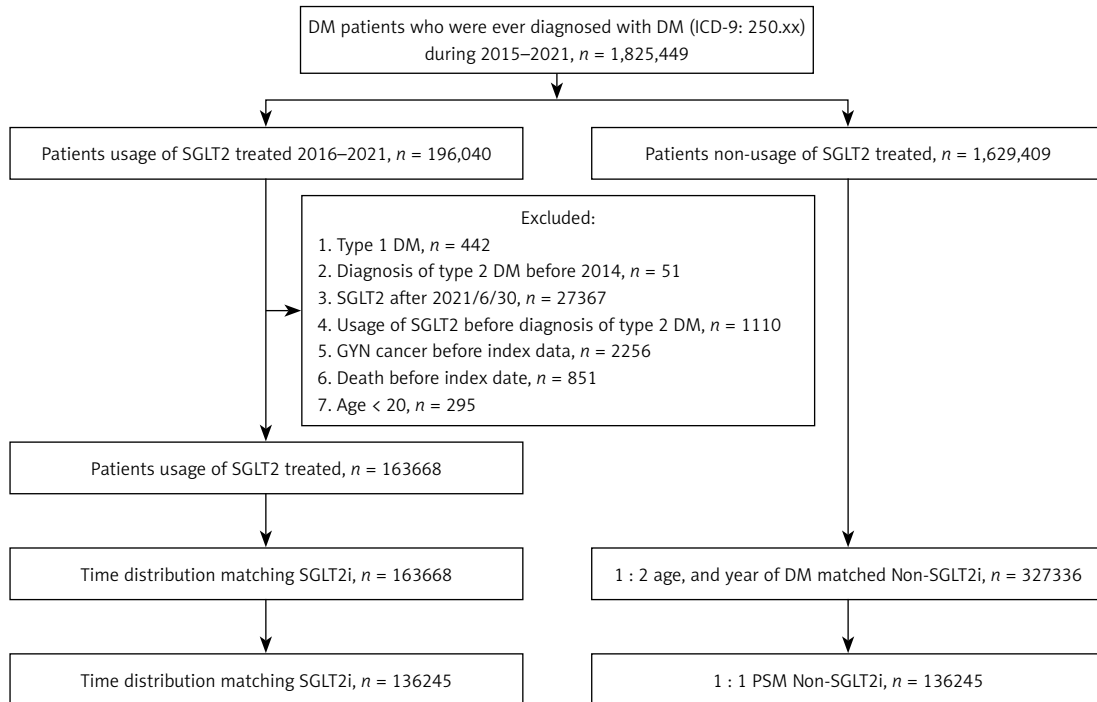 DM patients who were ever diagnosed with DM (ICD-9: 250.xx)
during 2015–2021, n = 1,825,449
Patients usage of SGLT2 treated 2016–2021, n = 196,040
Patients non-usage of SGLT2 treated, n = 1,629,409
Excluded:
1. Type 1 DM, n = 442
2. Diagnosis of type 2 DM before 2014, n = 51
3. SGLT2 after 2021/6/30, n = 27367
4. Usage of SGLT2 before diagnosis of type 2 DM, n = 1110
5. GYN cancer before index data, n = 2256
6. Death before index date, n = 851
7. Age < 20, n = 295
Patients usage of SGLT2 treated, n = 163668
Time distribution matching SGLT2i, n = 163668
1 : 2 age, and year of DM matched Non-SGLT2i, n = 327336
Time distribution matching SGLT2i, n = 136245
1 : 1 PSM Non-SGLT2i, n = 136245